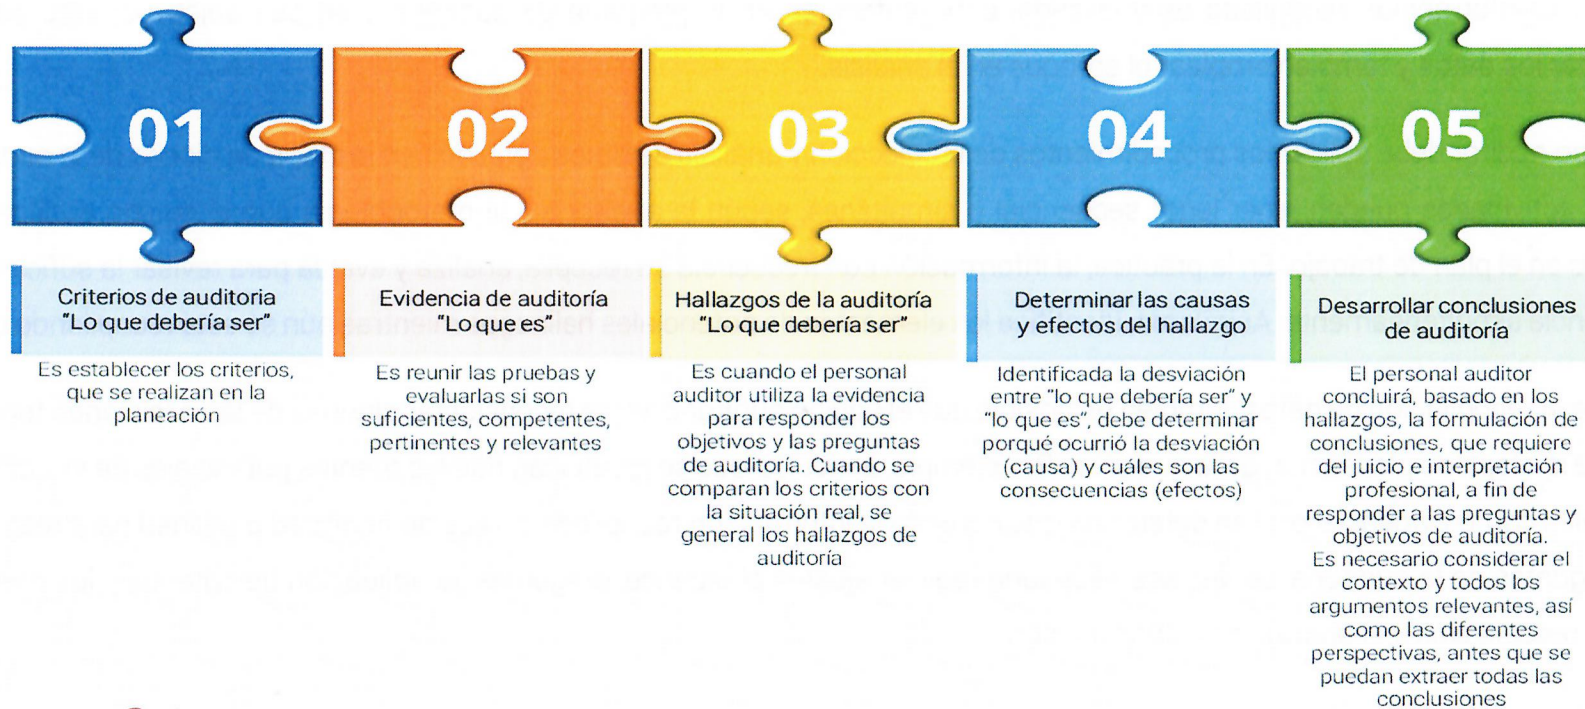 01
02
03
04
05
Criterios de auditoria
"Lo que debería ser"
Es establecer los criterios,
que se realizan en la
planeación
Evidencia de auditoría
"Lo que es"
Es reunir las pruebas y
evaluarlas si son
suficientes, competentes,
pertinentes y relevantes
Hallazgos de la auditoría
"Lo que debería ser"
Es cuando el personal
auditor utiliza la evidencia
para responder los
objetivos y las preguntas
de auditoría. Cuando se
comparan los criterios con
la situación real, se
general los hallazgos de
auditoría
Determinar las causas
y efectos del hallazgo
Identificada la desviación
entre "lo que debería ser" y
"lo que es", debe determinar
porqué ocurrió la desviación
(causa) y cuáles son las
consecuencias (efectos)
Desarrollar conclusiones
de auditoría
El personal auditor
concluirá, basado en los
hallazgos, la formulación de
conclusiones, que requiere
del juicio e interpretación
profesional, a fin de
responder a las preguntas y
objetivos de auditoría.
Es necesario considerar el
contexto y todos los
argumentos relevantes, así
como las diferentes
perspectivas, antes que se
puedan extraer todas las
conclusiones